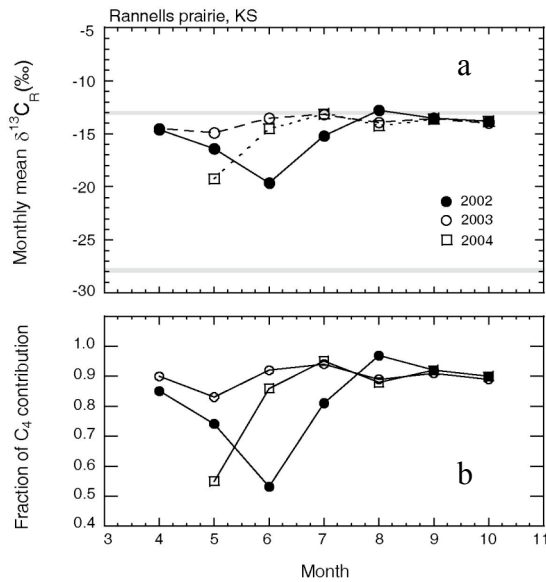 Rannells prairie, KS
Monthly mean δ13CR(‰)
-5
-10
-15
-20
-25
-30
a
2002
2003
2004
Fraction of C4 contribution
1.0
0.9
0.8
0.7
0.6
0.5
0.4
b
3 4 5 6 7 8 9 10 11
Month